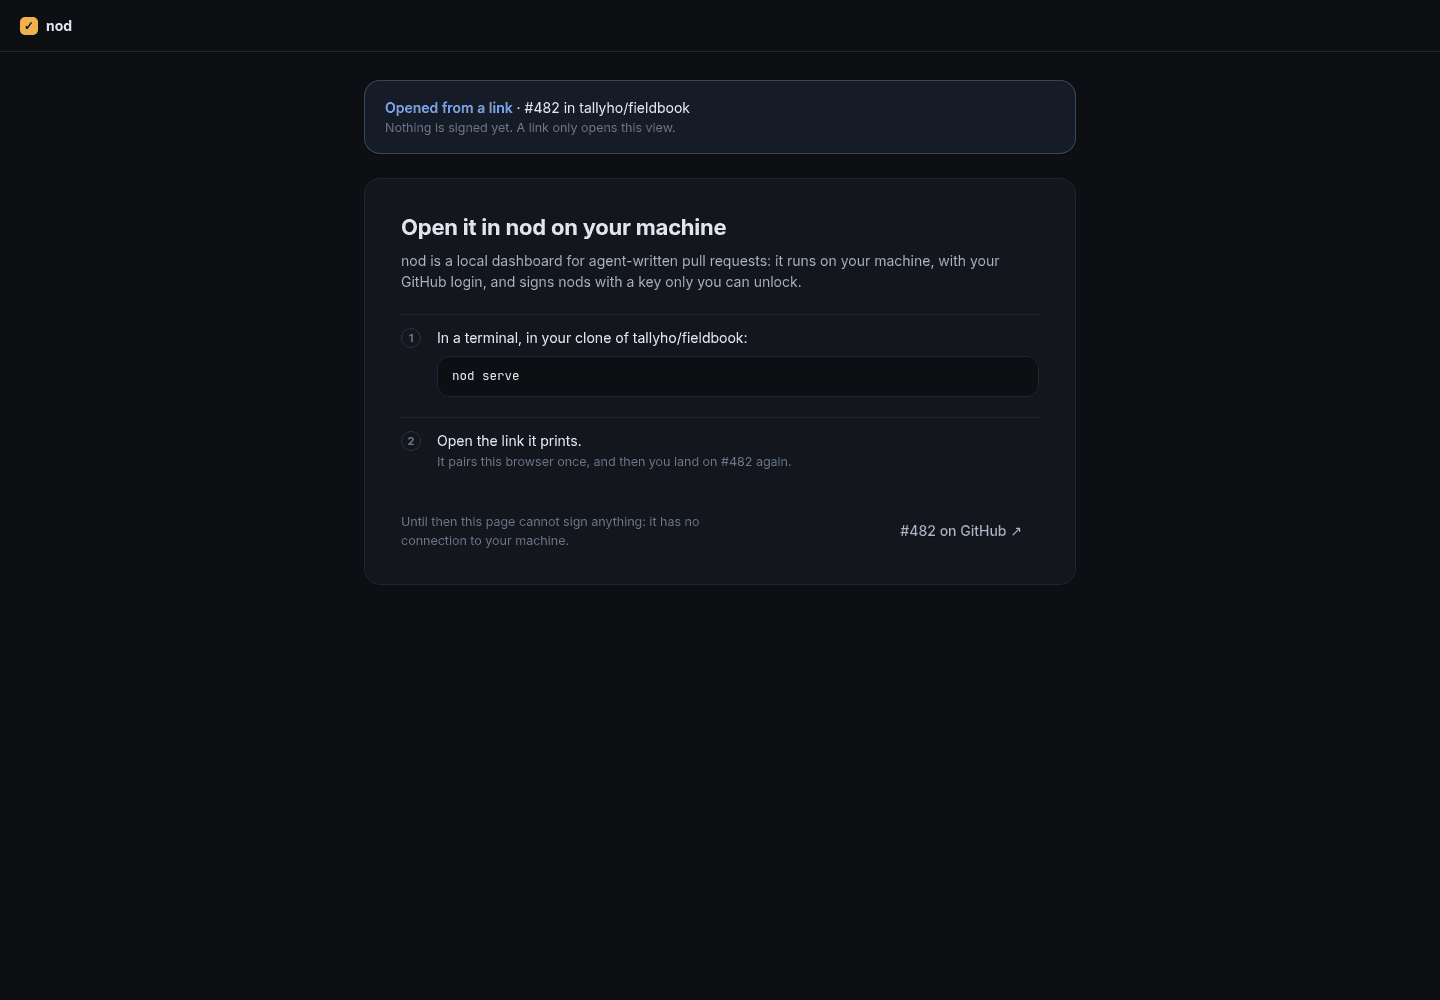 ✓ nod
Opened from a link · #482 in tallyho/fieldbook
Nothing is signed yet. A link only opens this view.
Open it in nod on your machine
nod is a local dashboard for agent-written pull requests: it runs on your machine, with your
GitHub login, and signs nods with a key only you can unlock.
1 In a terminal, in your clone of tallyho/fieldbook:
nod serve
2 Open the link it prints.
It pairs this browser once, and then you land on #482 again.
Until then this page cannot sign anything: it has no
connection to your machine.
#482 on GitHub ↗